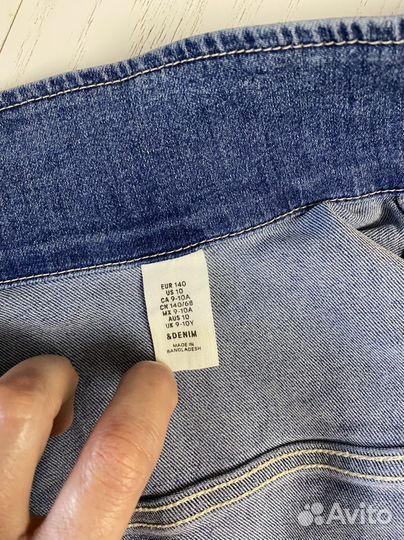 EUR 140
US 10
CA 9-10A
CN 140/68
MX 9-10A
AUS 10
UK 9-10Y
&DENIM
MADE IN
BANGLADESH
Avito